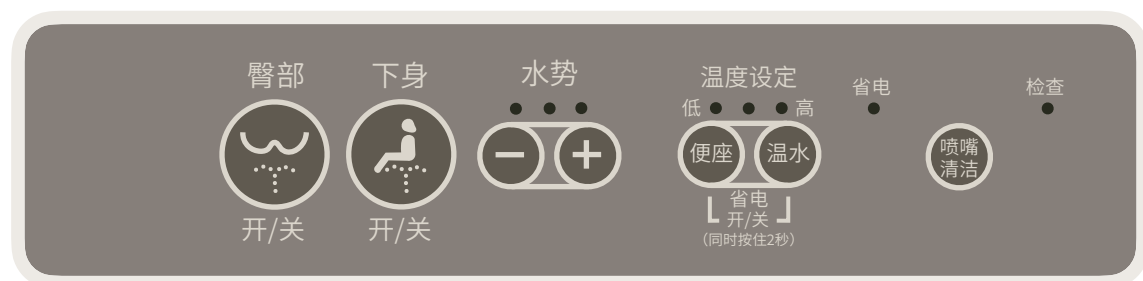 臀部
下身
水势
温度设定
省电
检查
低
高
便座
温水
喷嘴
清洁
开/关
开/关
省电
开/关
(同时按住2秒)